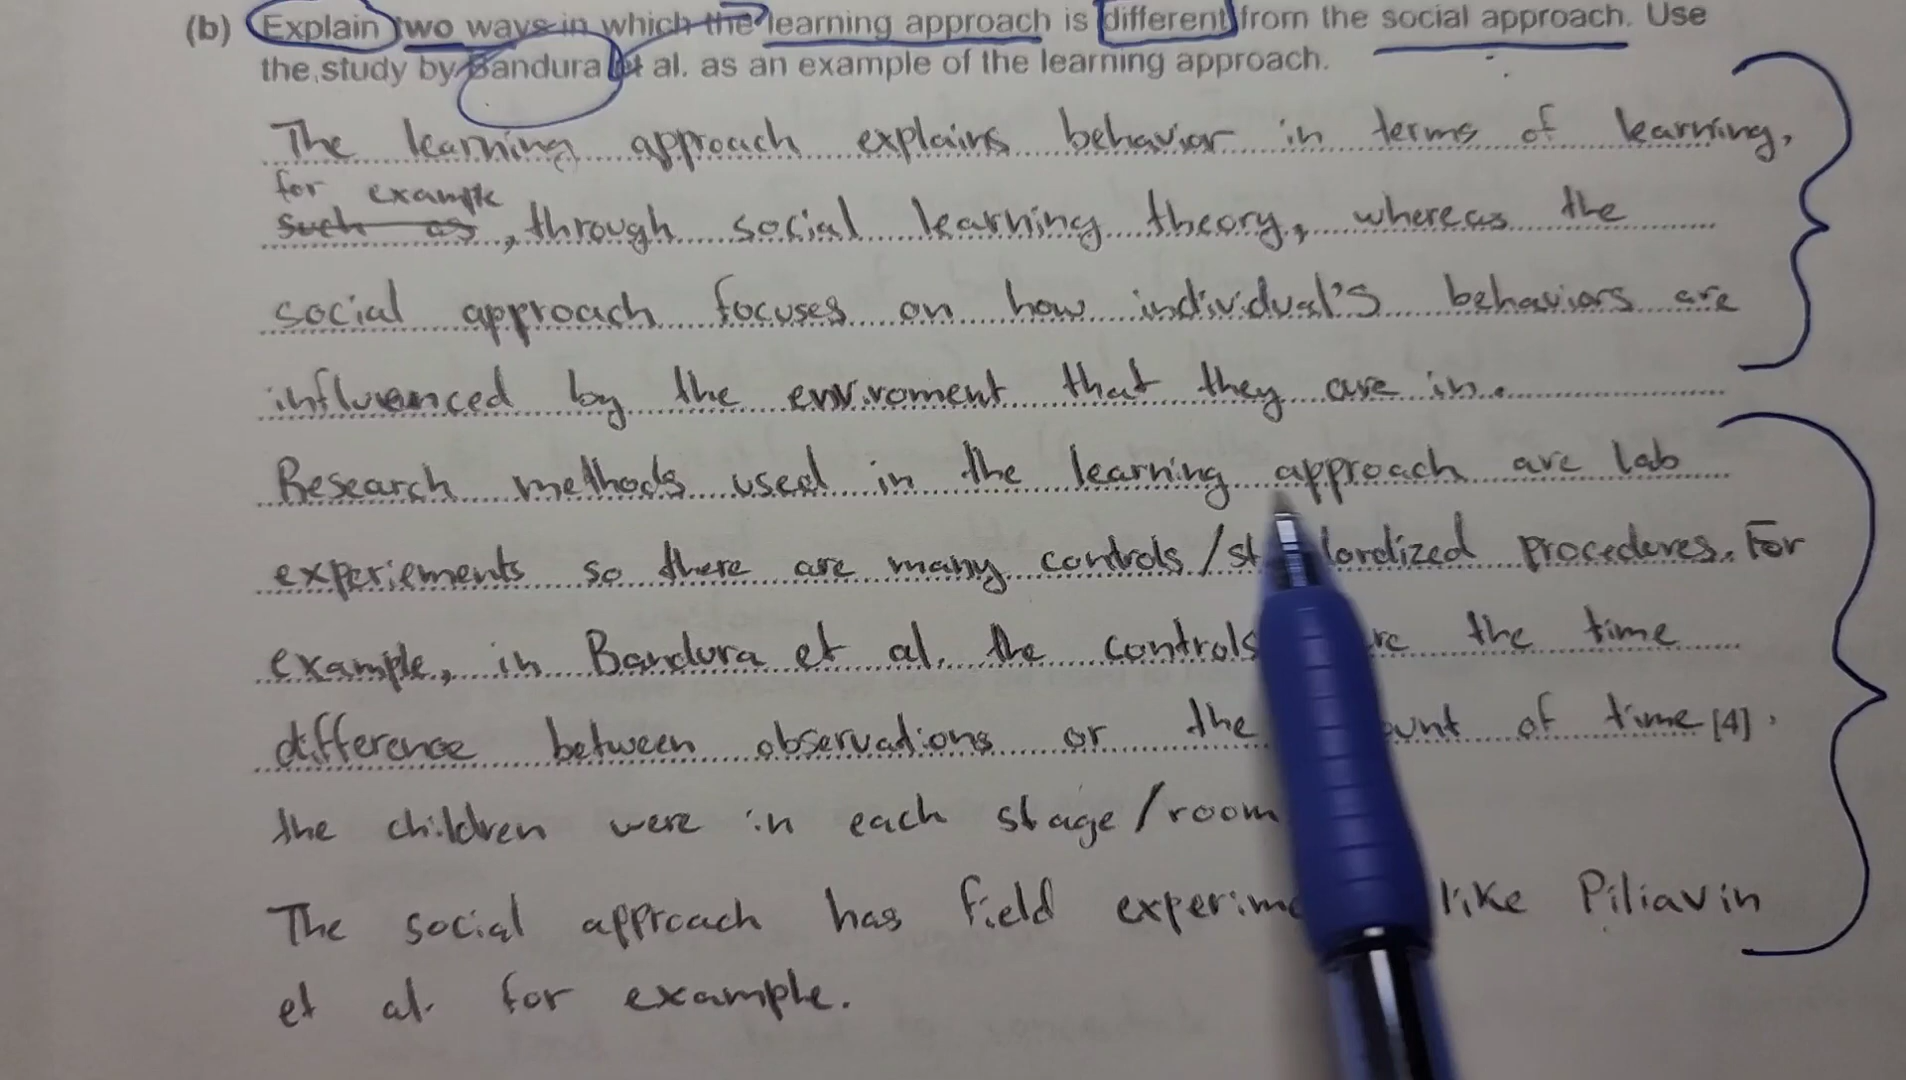 (b) Explain two ways in which the learning approach is different from the social approach. Use
the study by Bandura et al. as an example of the learning approach.
The learning approach explains behavior in terms of learning,
for example
such as, through social learning theory, whereas the
social approach focuses on how individual's behaviors are
influenced by the enviroment that they are in.
Research methods used in the learning approach are lab
experiements so there are many controls / procederes. For
example, in Bandura et al. the controls the time
difference between observations or the of time [4]
the children were in each stage/room
The social approach has field like Piliavin
et al. for example.